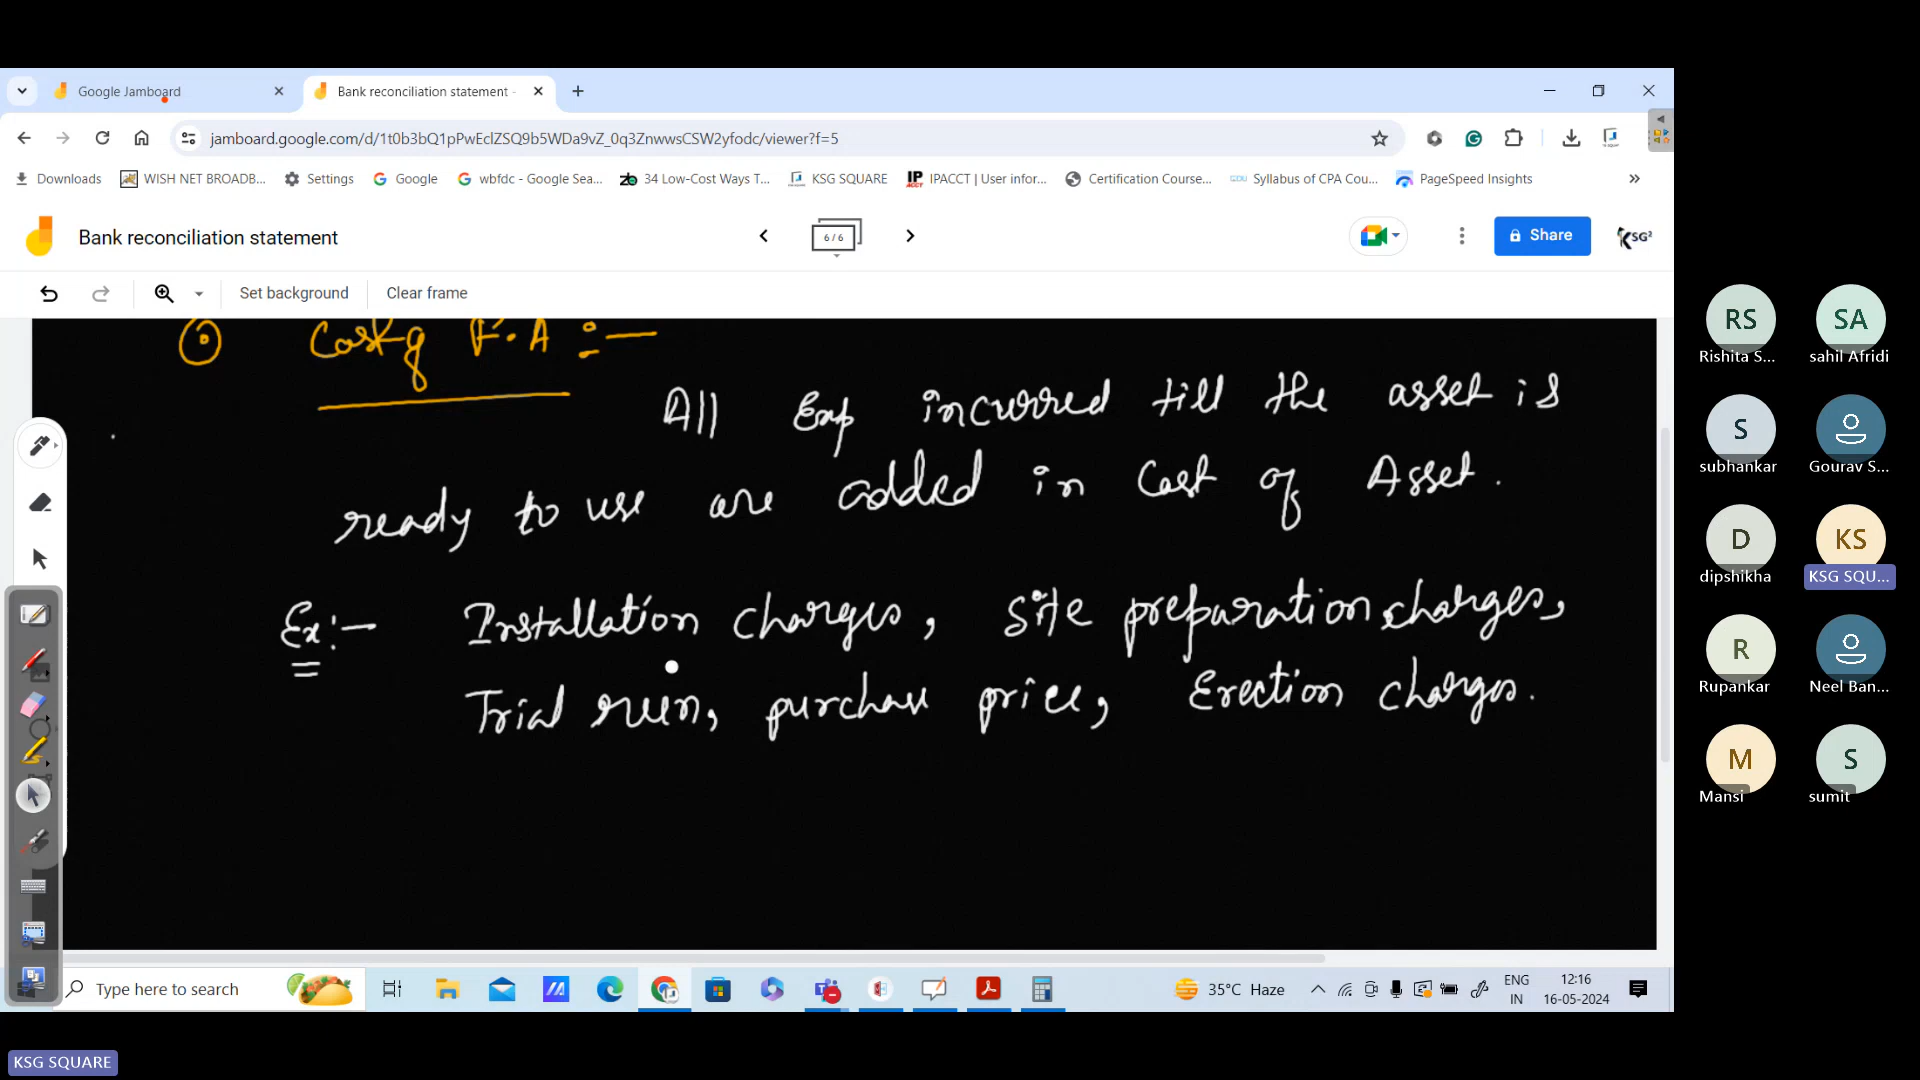 Google Jamboard
Bank reconciliation statement -
jamboard.google.com/d/1t0b3bQ1pPwEclZSQ9b5WDa9vZ_0q3ZnwwsCSW2yfodc/viewer?f=5
Downloads WISH NET BROADB... Settings Google wbfdc - Google Sea... 34 Low-Cost Ways T... KSG SQUARE IPACCT | User infor... Certification Course... Syllabus of CPA Cou... PageSpeed Insights
Bank reconciliation statement
6 / 6
Share
KSG²
Set background
Clear frame
Cost of F.A :-
All Exp incurred till the asset is
ready to use are added in Cost of Asset.
Ex:- Installation charges, Site preparation charges,
Trial run, purchase price, Erection charges.
RS
Rishita S...
SA
sahil Afridi
S
subhankar
Gourav S...
D
dipshikha
KS
KSG SQU...
R
Rupankar
Neel Ban...
M
Mansi
S
sumit
Type here to search
35°C Haze
ENG
IN
12:16
16-05-2024
KSG SQUARE